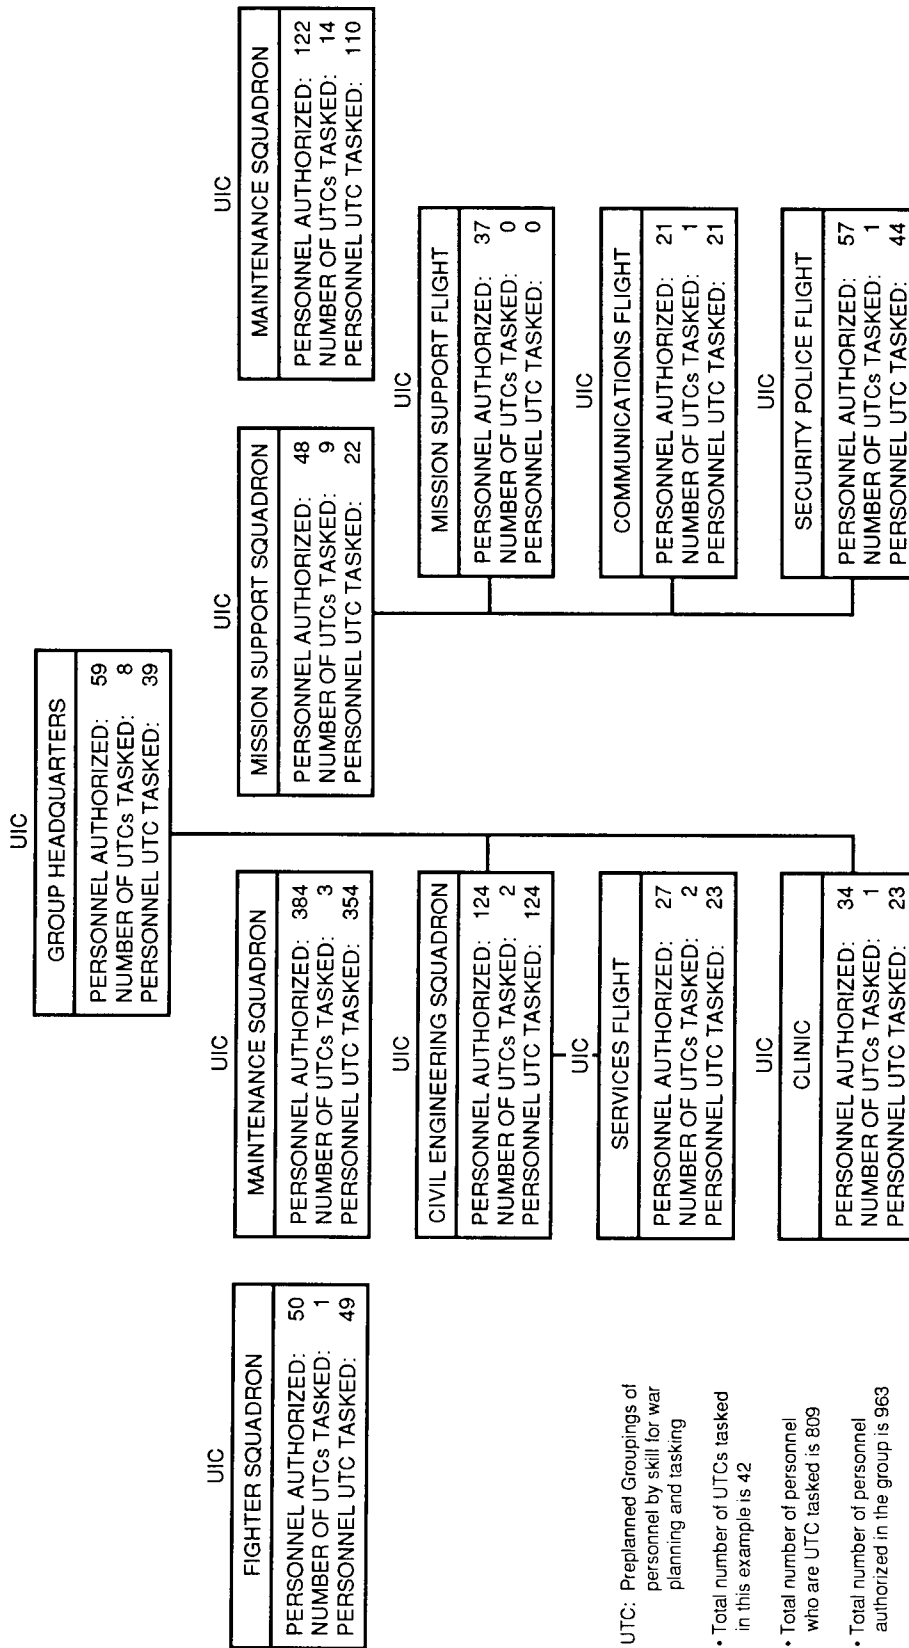 UIC
GROUP HEADQUARTERS
PERSONNEL AUTHORIZED: 59
NUMBER OF UTCs TASKED: 8
PERSONNEL UTC TASKED: 39
UIC
FIGHTER SQUADRON
PERSONNEL AUTHORIZED: 50
NUMBER OF UTCs TASKED: 1
PERSONNEL UTC TASKED: 49
UIC
MAINTENANCE SQUADRON
PERSONNEL AUTHORIZED: 384
NUMBER OF UTCs TASKED: 3
PERSONNEL UTC TASKED: 354
UIC
MISSION SUPPORT SQUADRON
PERSONNEL AUTHORIZED: 48
NUMBER OF UTCs TASKED: 9
PERSONNEL UTC TASKED: 22
UIC
MAINTENANCE SQUADRON
PERSONNEL AUTHORIZED: 122
NUMBER OF UTCs TASKED: 14
PERSONNEL UTC TASKED: 110
UIC
CIVIL ENGINEERING SQUADRON
PERSONNEL AUTHORIZED: 124
NUMBER OF UTCs TASKED: 2
PERSONNEL UTC TASKED: 124
UIC
MISSION SUPPORT FLIGHT
PERSONNEL AUTHORIZED: 37
NUMBER OF UTCs TASKED: 0
PERSONNEL UTC TASKED: 0
UIC
SERVICES FLIGHT
PERSONNEL AUTHORIZED: 27
NUMBER OF UTCs TASKED: 2
PERSONNEL UTC TASKED: 23
UIC
COMMUNICATIONS FLIGHT
PERSONNEL AUTHORIZED: 21
NUMBER OF UTCs TASKED: 1
PERSONNEL UTC TASKED: 21
UIC
CLINIC
PERSONNEL AUTHORIZED: 34
NUMBER OF UTCs TASKED: 1
PERSONNEL UTC TASKED: 23
UIC
SECURITY POLICE FLIGHT
PERSONNEL AUTHORIZED: 57
NUMBER OF UTCs TASKED: 1
PERSONNEL UTC TASKED: 44
UTC: Preplanned Groupings of
personnel by skill for war
planning and tasking
• Total number of UTCs tasked
in this example is 42
• Total number of personnel
who are UTC tasked is 809
• Total number of personnel
authorized in the group is 963